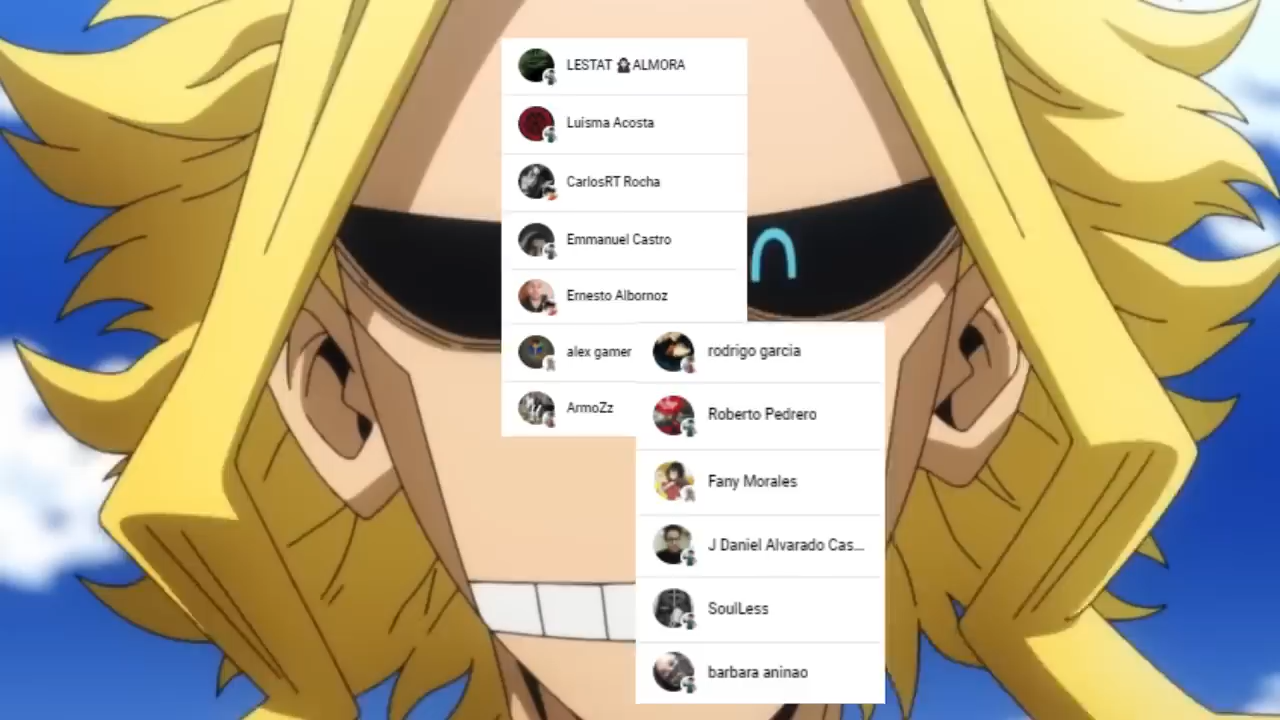 LESTAT ALMORA
Luisma Acosta
CarlosRT Rocha
Emmanuel Castro
Ernesto Albornoz
alex gamer
ArmoZz
rodrigo garcia
Roberto Pedrero
Fany Morales
J Daniel Alvarado Cas...
SoulLess
barbara aninao